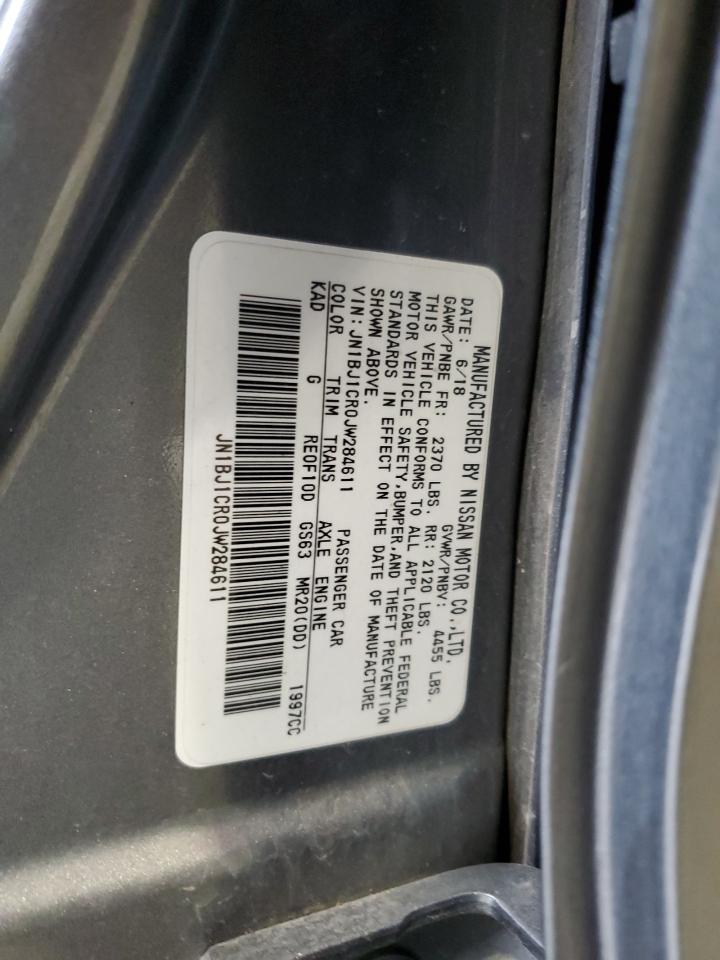 MANUFACTURED BY NISSAN MOTOR CO.,LTD.
DATE: 6/18 GVWR/PNBV: 4455 LBS.
GAWR/PNBE FR: 2370 LBS. RR: 2120 LBS.
THIS VEHICLE CONFORMS TO ALL APPLICABLE FEDERAL
MOTOR VEHICLE SAFETY,BUMPER,AND THEFT PREVENTION
STANDARDS IN EFFECT ON THE DATE OF MANUFACTURE
SHOWN ABOVE.
VIN:JN1BJ1CR0JW284611 PASSENGER CAR
COLOR TRIM TRANS AXLE ENGINE
KAD G RE0F10D GS63 MR20(DD) 1997CC
JN1BJ1CR0JW284611